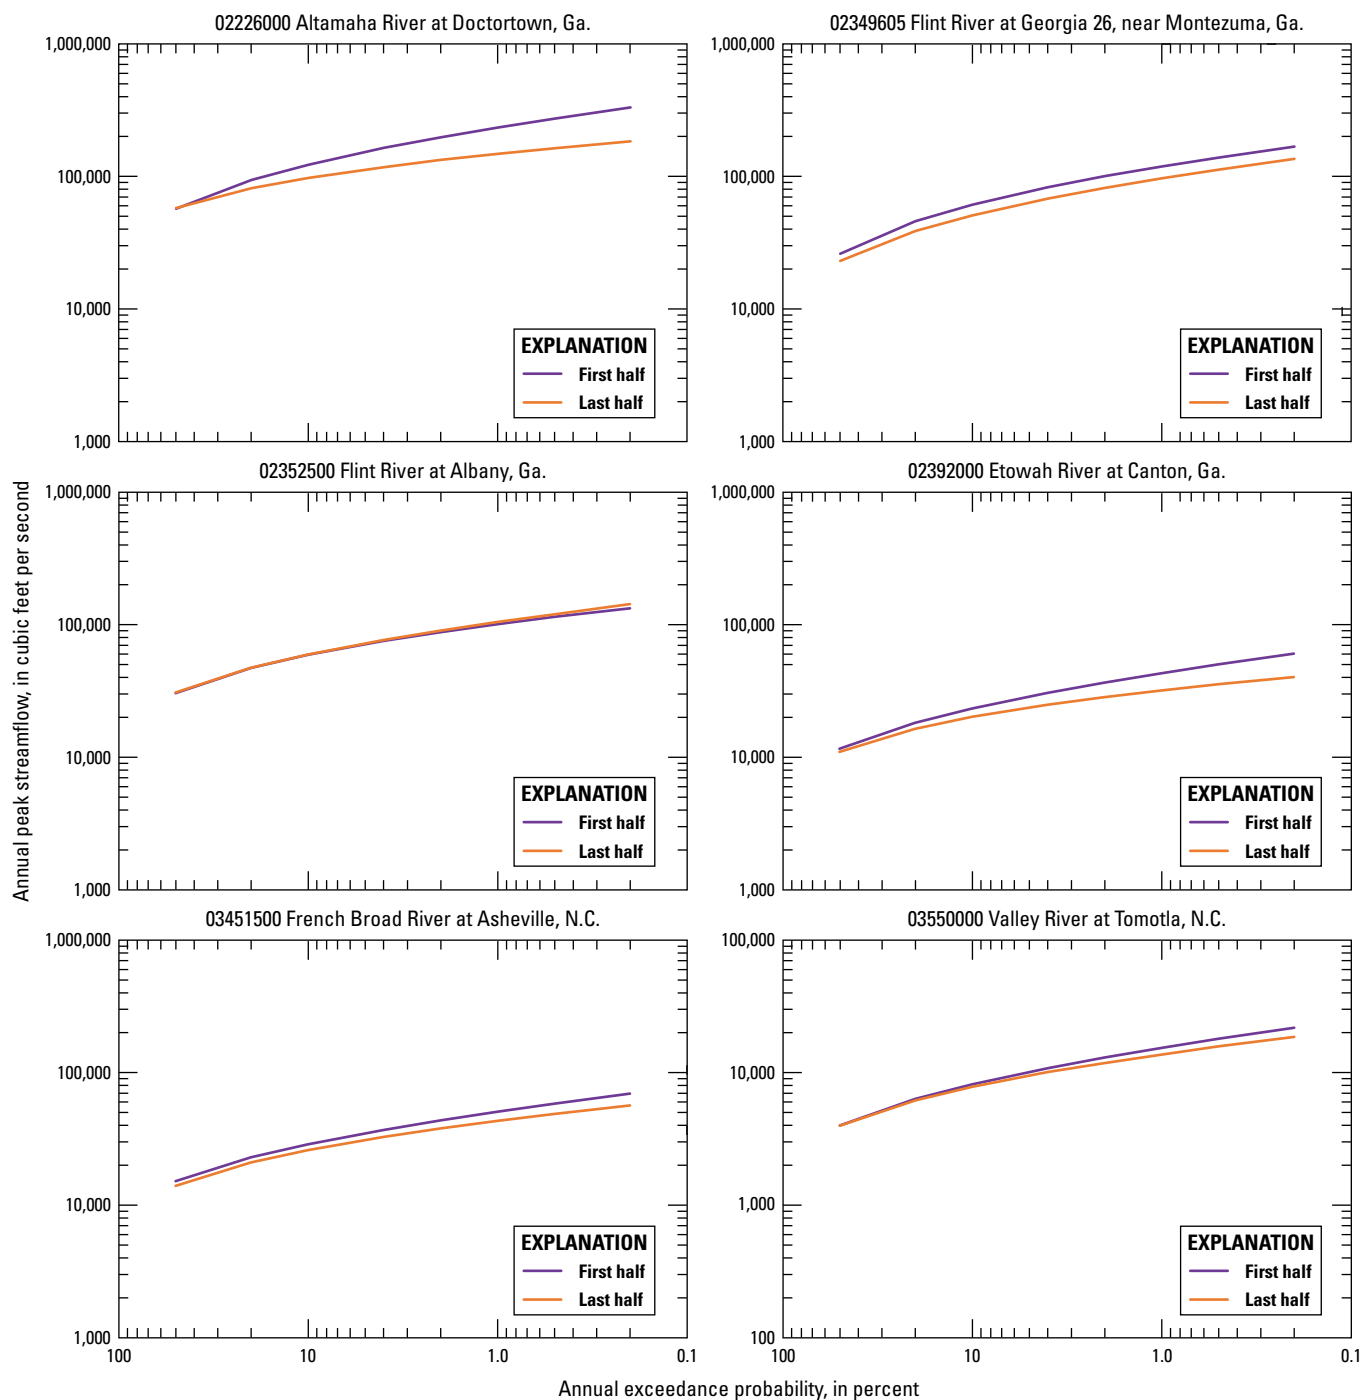 02226000 Altamaha River at Doctortown, Ga.
1,000,000
100,000
10,000
1,000
EXPLANATION
First half
Last half
02349605 Flint River at Georgia 26, near Montezuma, Ga.
1,000,000
100,000
10,000
1,000
EXPLANATION
First half
Last half
Annual peak streamflow, in cubic feet per second
02352500 Flint River at Albany, Ga.
1,000,000
100,000
10,000
1,000
EXPLANATION
First half
Last half
02392000 Etowah River at Canton, Ga.
1,000,000
100,000
10,000
1,000
EXPLANATION
First half
Last half
03451500 French Broad River at Asheville, N.C.
1,000,000
100,000
10,000
1,000
EXPLANATION
First half
Last half
100 10 1.0 0.1
03550000 Valley River at Tomotla, N.C.
100,000
10,000
1,000
100
EXPLANATION
First half
Last half
100 10 1.0 0.1
Annual exceedance probability, in percent